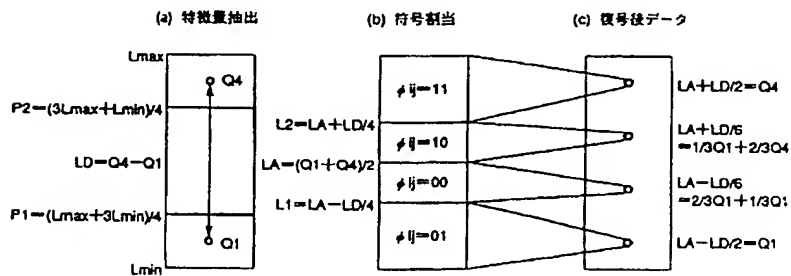 (a) 特徴量抽出
(b) 符号割当
(c) 復号後データ
Lmax
Q4
P2=(3Lmax+Lmin)/4
LD=Q4-Q1
P1=(Lmax+3Lmin)/4
Q1
Lmin
φij=11
L2=LA+LD/4
φij=10
LA=(Q1+Q4)/2
φij=00
L1=LA-LD/4
φij=01
LA+LD/2=Q4
LA+LD/6
=1/3Q1+2/3Q4
LA-LD/6
=2/3Q1+1/3Q
LA-LD/2=Q1